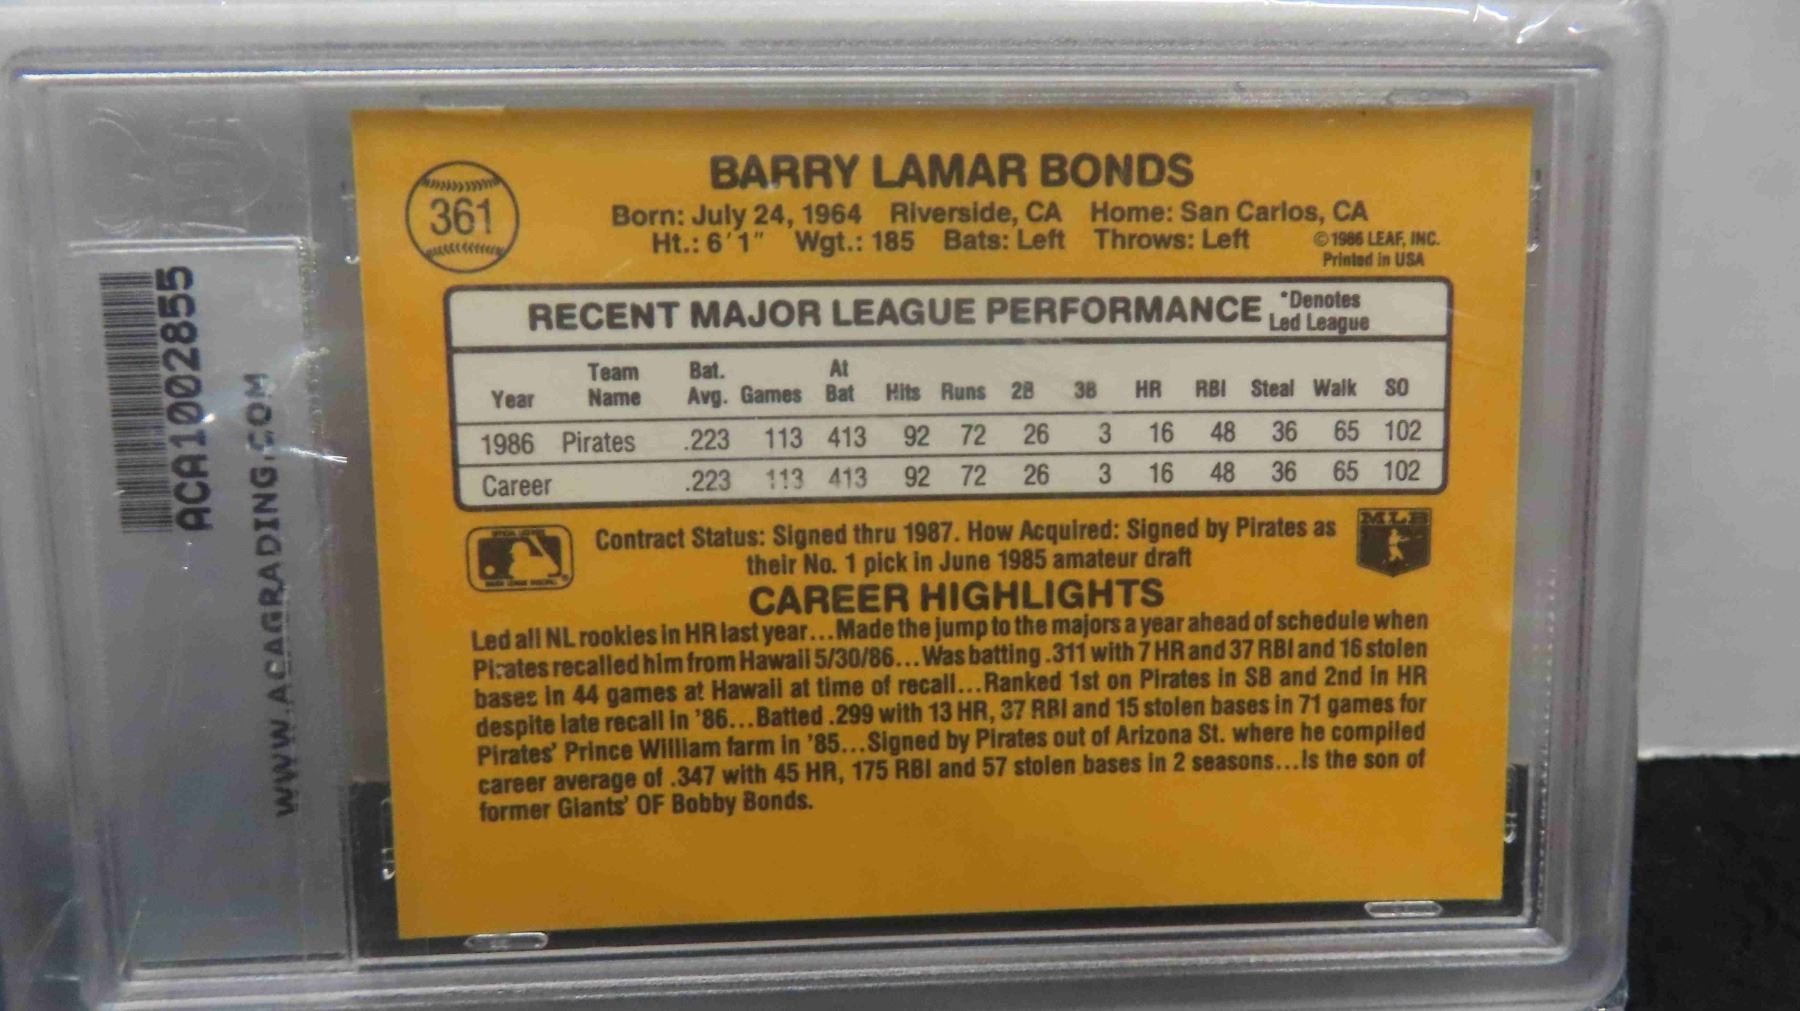 361
BARRY LAMAR BONDS
Born: July 24, 1964 Riverside, CA Home: San Carlos, CA
Ht.: 6'1" Wgt.: 185 Bats: Left Throws: Left
©1986 LEAF, INC.
Printed in USA
RECENT MAJOR LEAGUE PERFORMANCE
*Denotes
Led League
Year Team Name Bat. Avg. Games At Bat Hits Runs 2B 3B HR RBI Steal Walk SO
1986 Pirates .223 113 413 92 72 26 3 16 48 36 65 102
Career .223 113 413 92 72 26 3 16 48 36 65 102
Contract Status: Signed thru 1987. How Acquired: Signed by Pirates as
their No. 1 pick in June 1985 amateur draft
MLB
CAREER HIGHLIGHTS
Led all NL rookies in HR last year...Made the jump to the majors a year ahead of schedule when
Pirates recalled him from Hawaii 5/30/86...Was batting .311 with 7 HR and 37 RBI and 16 stolen
bases in 44 games at Hawaii at time of recall...Ranked 1st on Pirates in SB and 2nd in HR
despite late recall in '86...Batted .299 with 13 HR, 37 RBI and 15 stolen bases in 71 games for
Pirates' Prince William farm in '85...Signed by Pirates out of Arizona St. where he compiled
career average of .347 with 45 HR, 175 RBI and 57 stolen bases in 2 seasons...Is the son of
former Giants' OF Bobby Bonds.
ACA1002855
WWW.ACAGRADING.COM